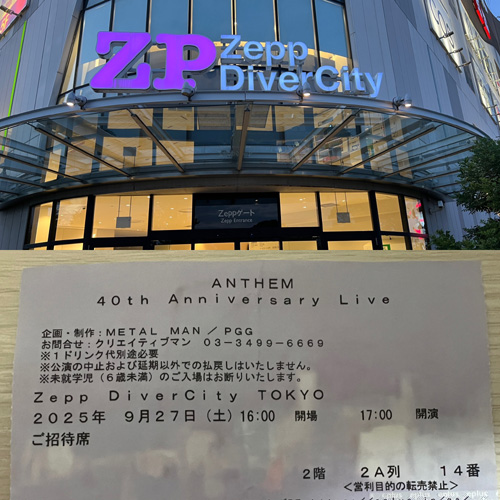 ZP.
Zepp
DiverCity
Zeppゲート
Zepp Entrance
ANTHEM
40th Anniversary Live
企画・制作：METAL MAN／PGG
お問合せ：クリエイティブマン 03-3499-6669
※1ドリンク代別途必要
※公演の中止および延期以外での払戻しはいたしません。
※未就学児（6歳未満）のご入場はお断りいたします。
Zepp DiverCity TOKYO
2025年 9月27日（土）16:00 開場 17:00 開演
ご招待席
2階 2A列 14番
＜営利目的の転売禁止＞